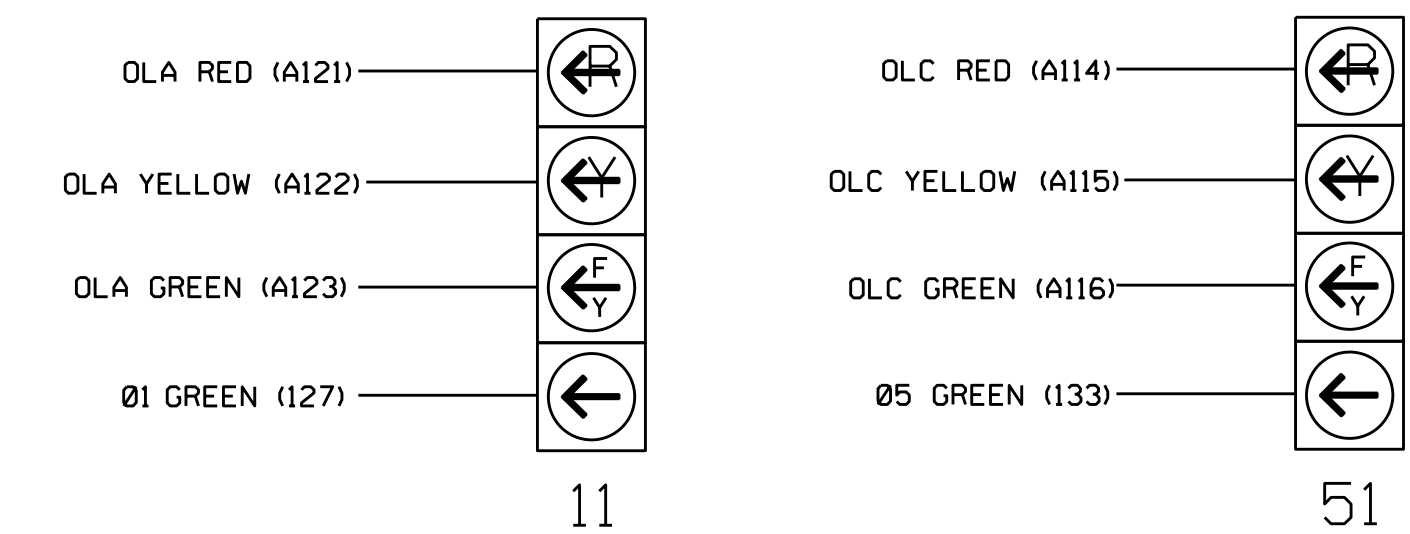 OLA RED (A121)
R
OLA YELLOW (A122)
Y
OLA GREEN (A123)
F
Y
Ø1 GREEN (127)
11
OLC RED (A114)
R
OLC YELLOW (A115)
Y
OLC GREEN (A116)
F
Y
Ø5 GREEN (133)
51